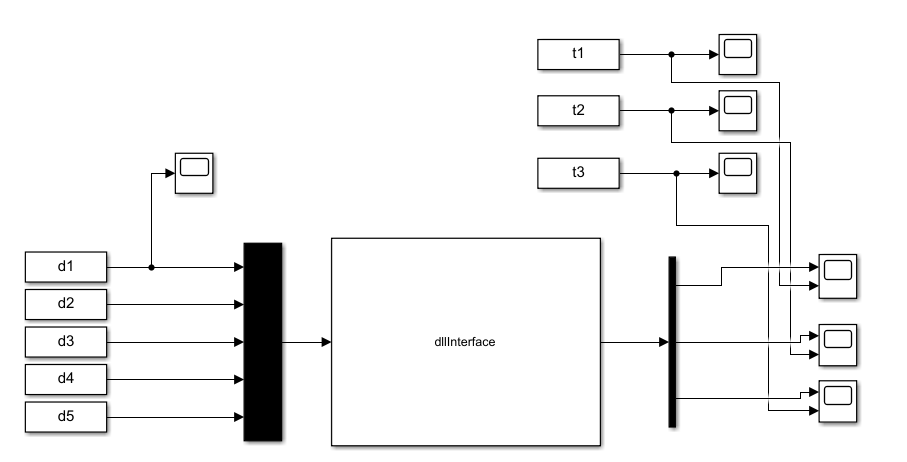 t1
t2
t3
d1
d2
d3
d4
d5
dllInterface